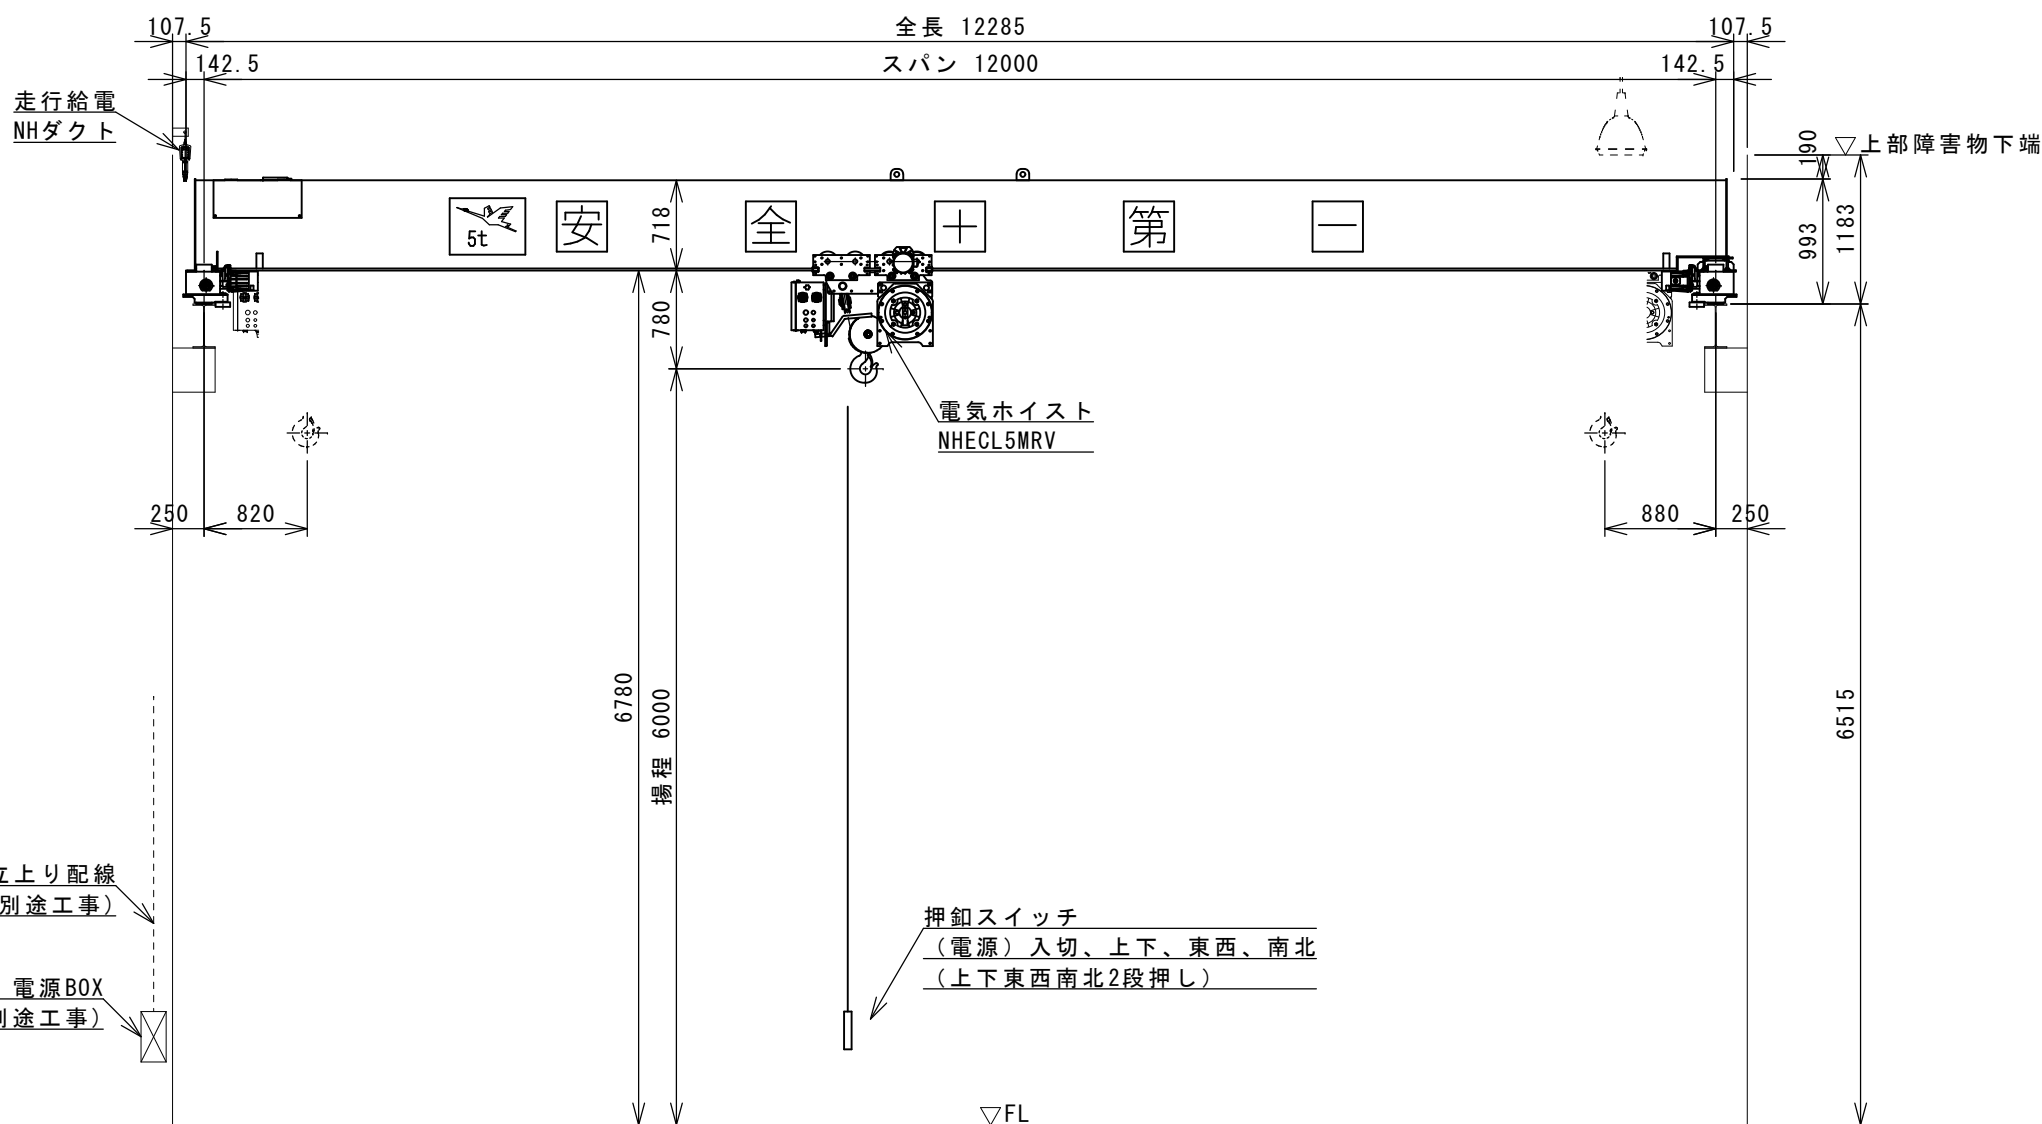 107.5
全長 12285
107.5
142.5
スパン 12000
142.5
走行給電
NHダクト
190
▽上部障害物下端
5t
安
全
十
第
一
718
993
1183
780
電気ホイスト
NHECL5MRV
250
820
880
250
6780
揚程 6000
6515
立上り配線
別途工事)
押釦スイッチ
(電源)入切、上下、東西、南北
(上下東西南北2段押し)
電源BOX
別途工事)
▽FL